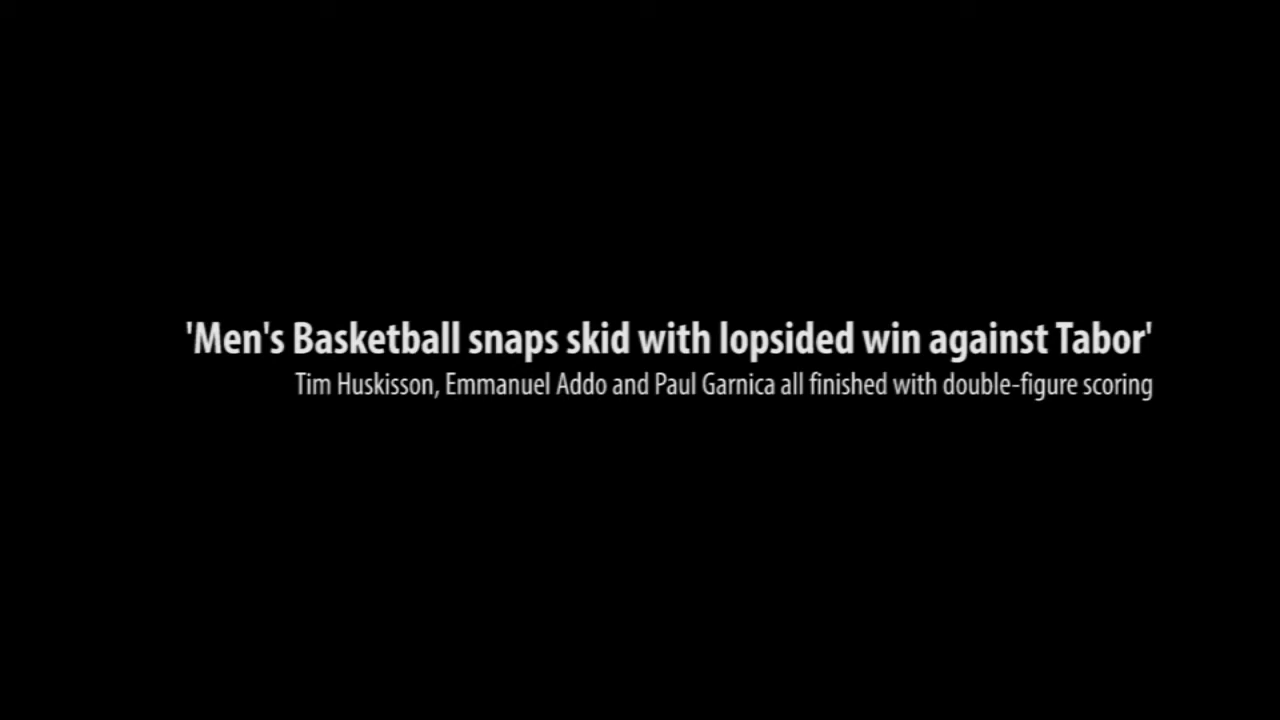 'Men's Basketball snaps skid with lopsided win against Tabor'
Tim Huskisson, Emmanuel Addo and Paul Garnica all finished with double-figure scoring